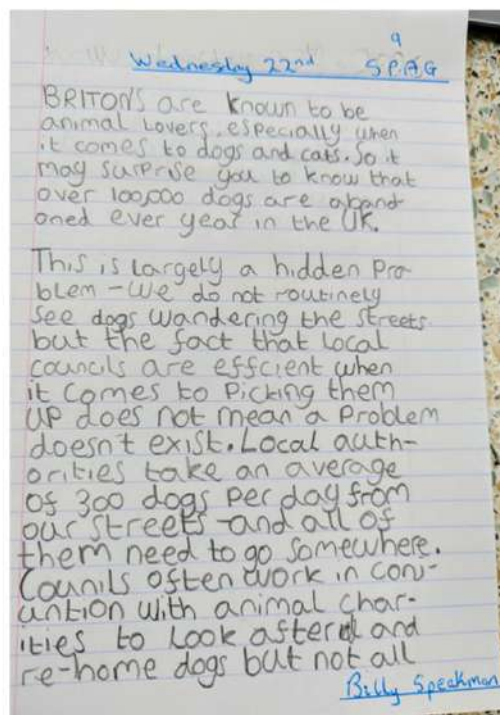 9
Wednesday 22nd S.P.A.G
BRITONS are known to be
animal lovers. especially when
it comes to dogs and cats. So it
may surprise you to know that
over 100,000 dogs are aband
oned ever year in the UK.
This is largely a hidden Pro
blem - We do not routinely
see dogs wandering the streets
but the fact that local
councils are effcient when
it comes to Picking them
UP does not mean a Problem
doesn't exist. Local auth-
orities take an average
of 300 dogs Per day from
our streets - and all of
them need to go somewhere.
Counils often work in con-
untion with animal char-
ities to look after and
re-home dogs but not all
Billy Speakman